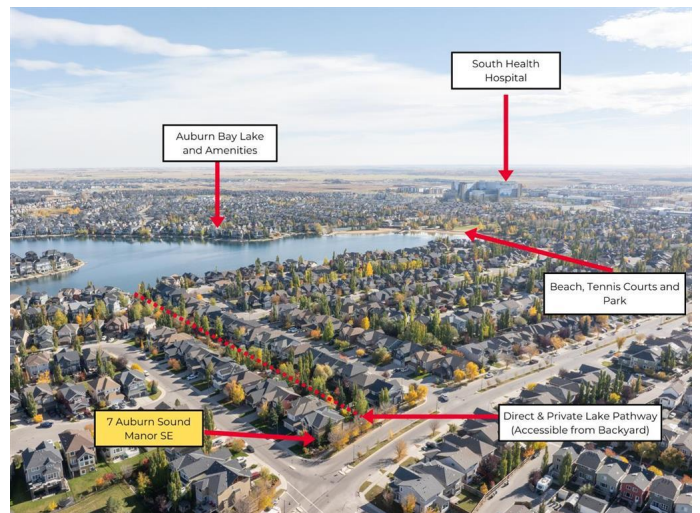 South Health
Hospital
Auburn Bay Lake
and Amenities
Beach, Tennis Courts and
Park
7 Auburn Sound
Manor SE
Direct & Private Lake Pathway
(Accessible from Backyard)